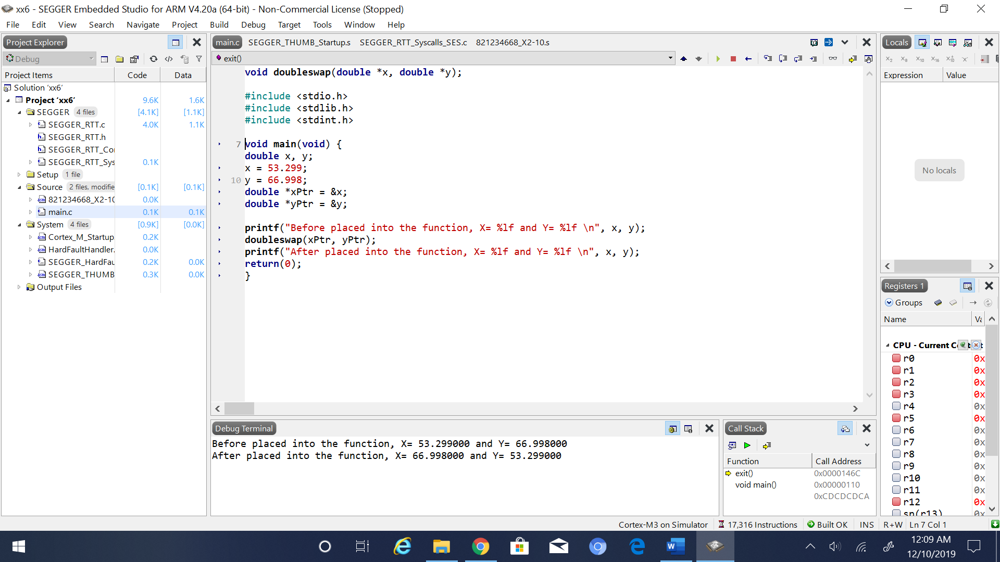 xx6 - SEGGER Embedded Studio for ARM V4.20a (64-bit) - Non-Commercial License (Stopped)
File Edit View Search Navigate Project Build Debug Target Tools Window Help
Project Explorer
Debug
Project Items Code Data
Solution 'xx6'
Project 'xx6' 9.6K 1.6K
SEGGER 4 files [4.1K] [1.1K]
SEGGER_RTT.c 4.0K 1.1K
SEGGER_RTT.h
SEGGER_RTT_Co
SEGGER_RTT_Sys 0.1K
Setup 1 file
Source 2 files, modifie [0.1K] [0.1K]
821234668_X2-10 0.0K
main.c 0.1K 0.1K
System 4 files [0.9K] [0.0K]
Cortex_M_Startup 0.2K
HardFaultHandler. 0.0K
SEGGER_HardFau 0.2K 0.0K
SEGGER_THUMB 0.3K 0.0K
Output Files
main.c SEGGER_THUMB_Startup.s SEGGER_RTT_Syscalls_SES.c 821234668_X2-10.s
exit()
void doubleswap(double *x, double *y);
#include <stdio.h>
#include <stdlib.h>
#include <stdint.h>
7 void main(void) {
double x, y;
x = 53.299;
10 y = 66.998;
double *xPtr = &x;
double *yPtr = &y;
printf("Before placed into the function, X= %lf and Y= %lf \n", x, y);
doubleswap(xPtr, yPtr);
printf("After placed into the function, X= %lf and Y= %lf \n", x, y);
return(0);
}
Debug Terminal
Before placed into the function, X= 53.299000 and Y= 66.998000
After placed into the function, X= 66.998000 and Y= 53.299000
Call Stack
Function Call Address
exit() 0x0000146C
void main() 0x00000110
0xCDCDCDCA
Locals
X2 X8 X10 X16
Expression Value
No locals
Registers 1
Groups
Name Va
CPU - Current Co t
r0 0x
r1 0x
r2 0x
r3 0x
r4 0x
r5 0x
r6 0x
r7 0x
r8 0x
r9 0x
r10 0x
r11 0x
r12 0x
sp(r13) 0x
Cortex-M3 on Simulator 17,316 Instructions Built OK INS R+W Ln 7 Col 1
12:09 AM
12/10/2019